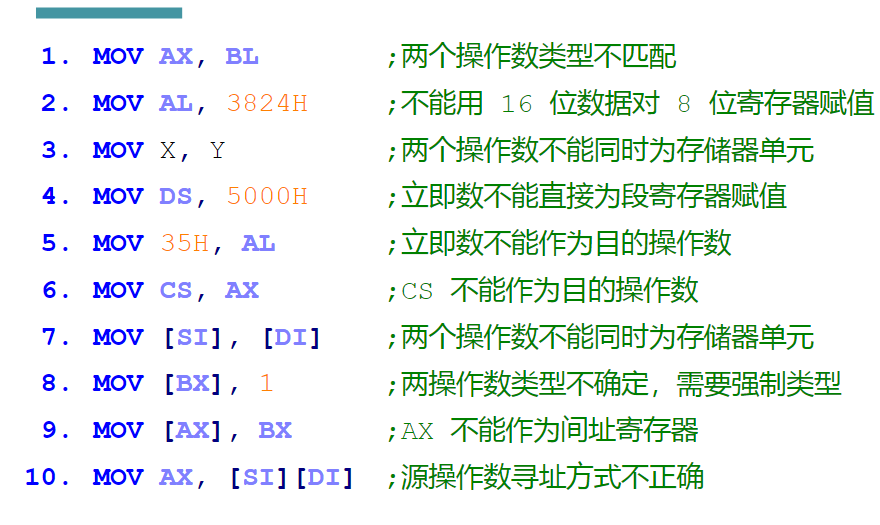 1. MOV AX, BL ;两个操作数类型不匹配
2. MOV AL, 3824H ;不能用 16 位数据对 8 位寄存器赋值
3. MOV X, Y ;两个操作数不能同时为存储器单元
4. MOV DS, 5000H ;立即数不能直接为段寄存器赋值
5. MOV 35H, AL ;立即数不能作为目的操作数
6. MOV CS, AX ;CS 不能作为目的操作数
7. MOV [SI], [DI] ;两个操作数不能同时为存储器单元
8. MOV [BX], 1 ;两操作数类型不确定, 需要强制类型
9. MOV [AX], BX ;AX 不能作为间址寄存器
10. MOV AX, [SI][DI] ;源操作数寻址方式不正确